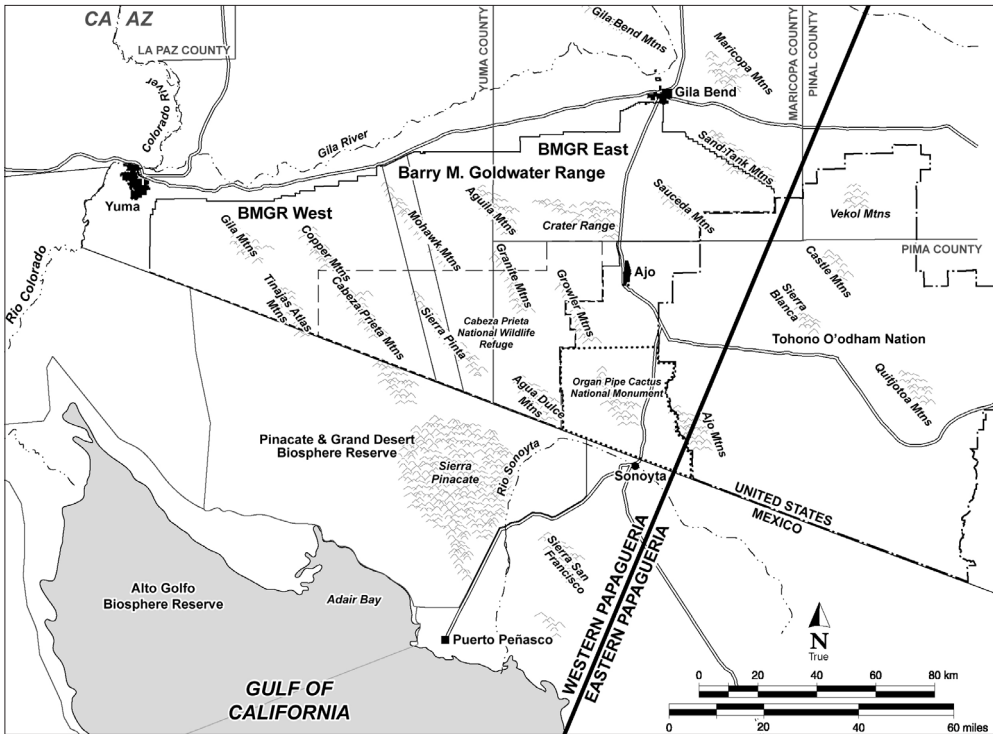 CA
AZ
LA PAZ COUNTY
YUMA COUNTY
MARICOPA COUNTY
PINAL COUNTY
Gila Bend Mtns
Maricopa Mtns
Colorado River
Gila River
Gila Bend
BMGR East
Sand Tank Mtns
Barry M. Goldwater Range
Yuma
BMGR West
Gila Mtns
Copper Mtns
Mohawk Mtns
Aguila Mtns
Crater Range
Sauceda Mtns
Vekol Mtns
PIMA COUNTY
Rio Colorado
Tinajas Atlas
Mtns
Cabeza Prieta Mtns
Sierra Pinta
Granite Mtns
Growler Mtns
Ajo
Castle Mtns
Sierra
Blanca
Cabeza Prieta
National Wildlife
Refuge
Tohono O'odham Nation
Quitjotoa Mtns
Agua Dulce
Mtns
Organ Pipe Cactus
National Monument
Ajo Mtns
Pinacate & Grand Desert
Biosphere Reserve
Sierra
Pinacate
Rio Sonoyta
Sonoyta
UNITED STATES
MEXICO
Sierra San
Francisco
WESTERN PAPAGUERIA
EASTERN PAPAGUERIA
Alto Golfo
Biosphere Reserve
Adair Bay
Puerto Peñasco
GULF OF
CALIFORNIA
N
True
0 20 40 60 80 km
0 20 40 60 miles